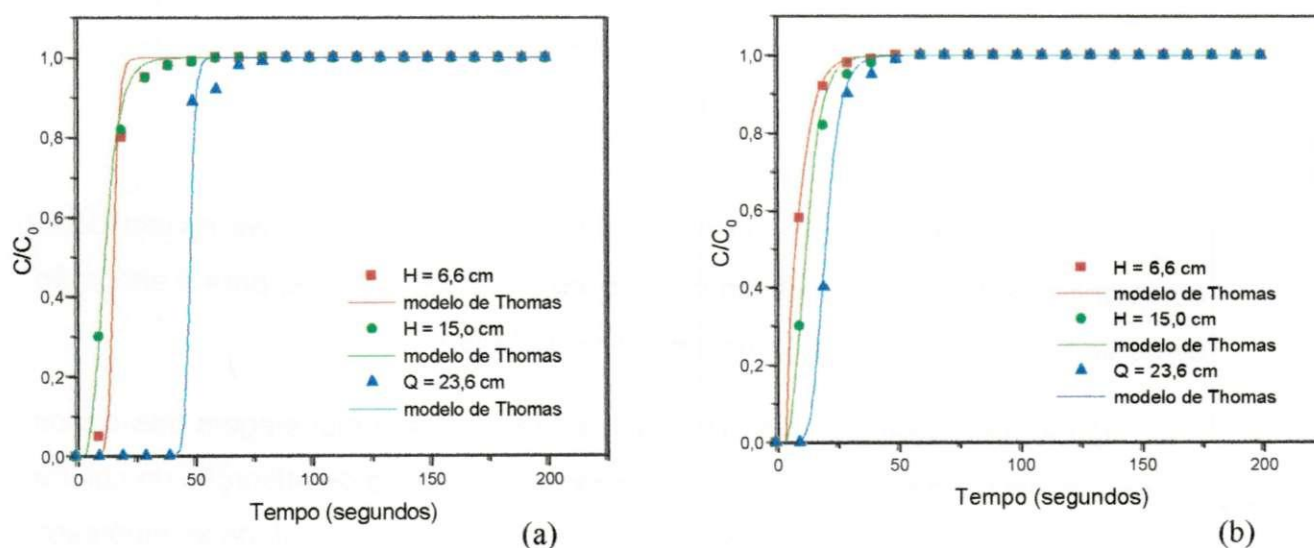 C/C0
1,0
0,8
0,6
0,4
0,2
0,0
H = 6,6 cm
modelo de Thomas
H = 15,o cm
modelo de Thomas
Q = 23,6 cm
modelo de Thomas
0 50 100 150 200
Tempo (segundos)
(a)
C/C0
1,0
0,8
0,6
0,4
0,2
0,0
H = 6,6 cm
modelo de Thomas
H = 15,0 cm
modelo de Thomas
Q = 23,6 cm
modelo de Thomas
0 50 100 150 200
Tempo (segundos)
(b)